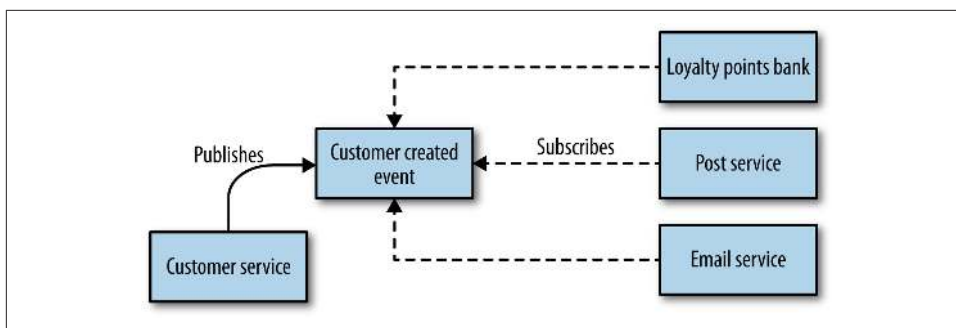 Loyalty points bank
Publishes
Customer created
event
Subscribes
Post service
Customer service
Email service